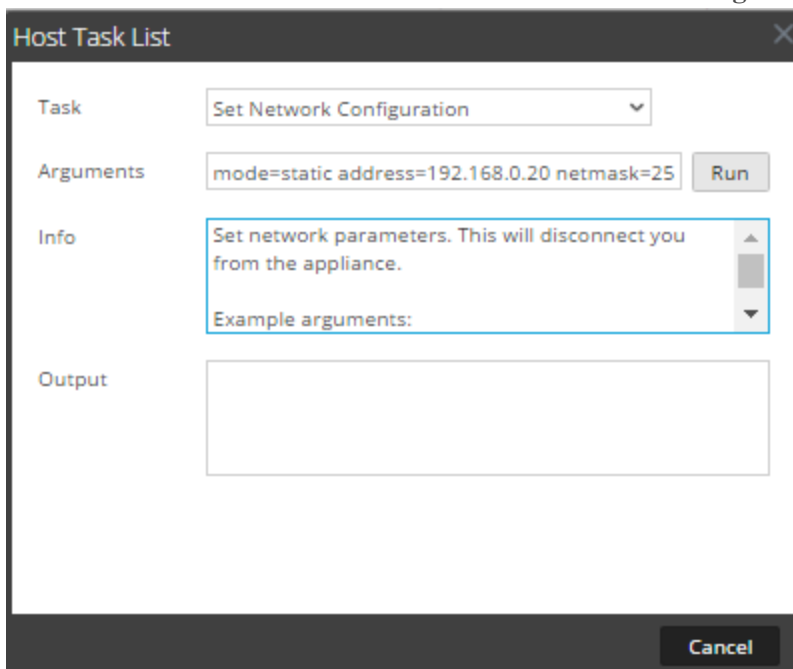 Host Task List
Task
Set Network Configuration
Arguments
mode=static address=192.168.0.20 netmask=25
Run
Info
Set network parameters. This will disconnect you
from the appliance.
Example arguments:
Output
Cancel